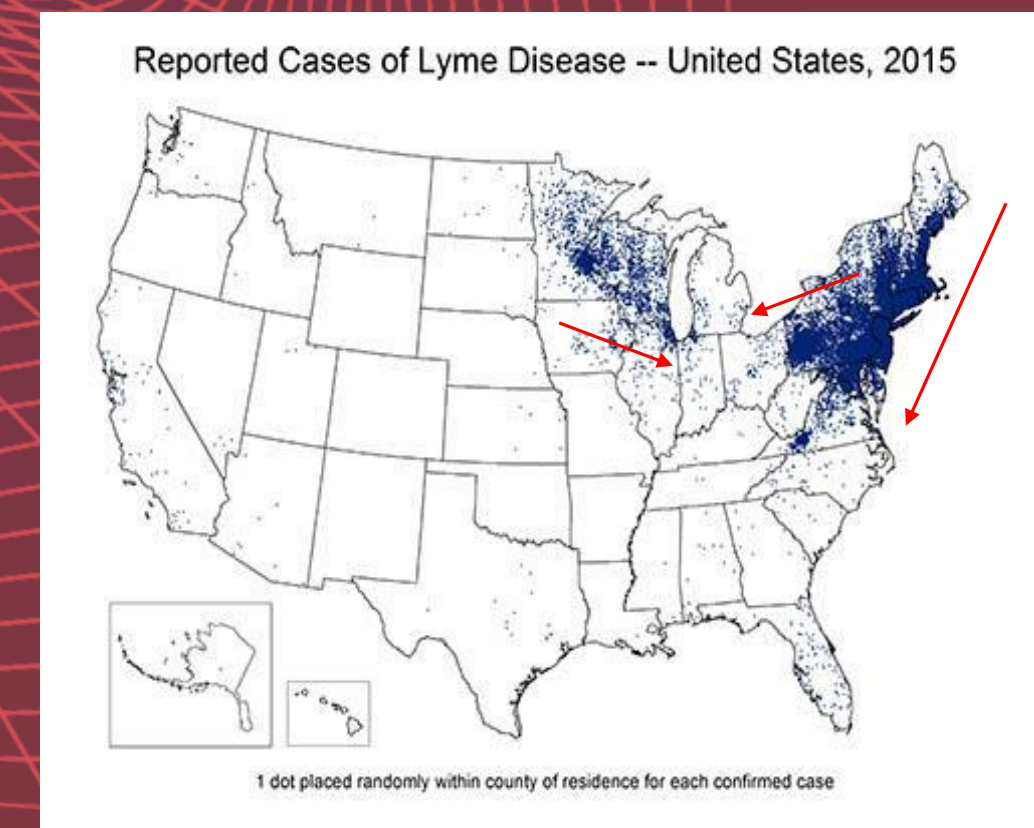 Reported Cases of Lyme Disease -- United States, 2015
1 dot placed randomly within county of residence for each confirmed case